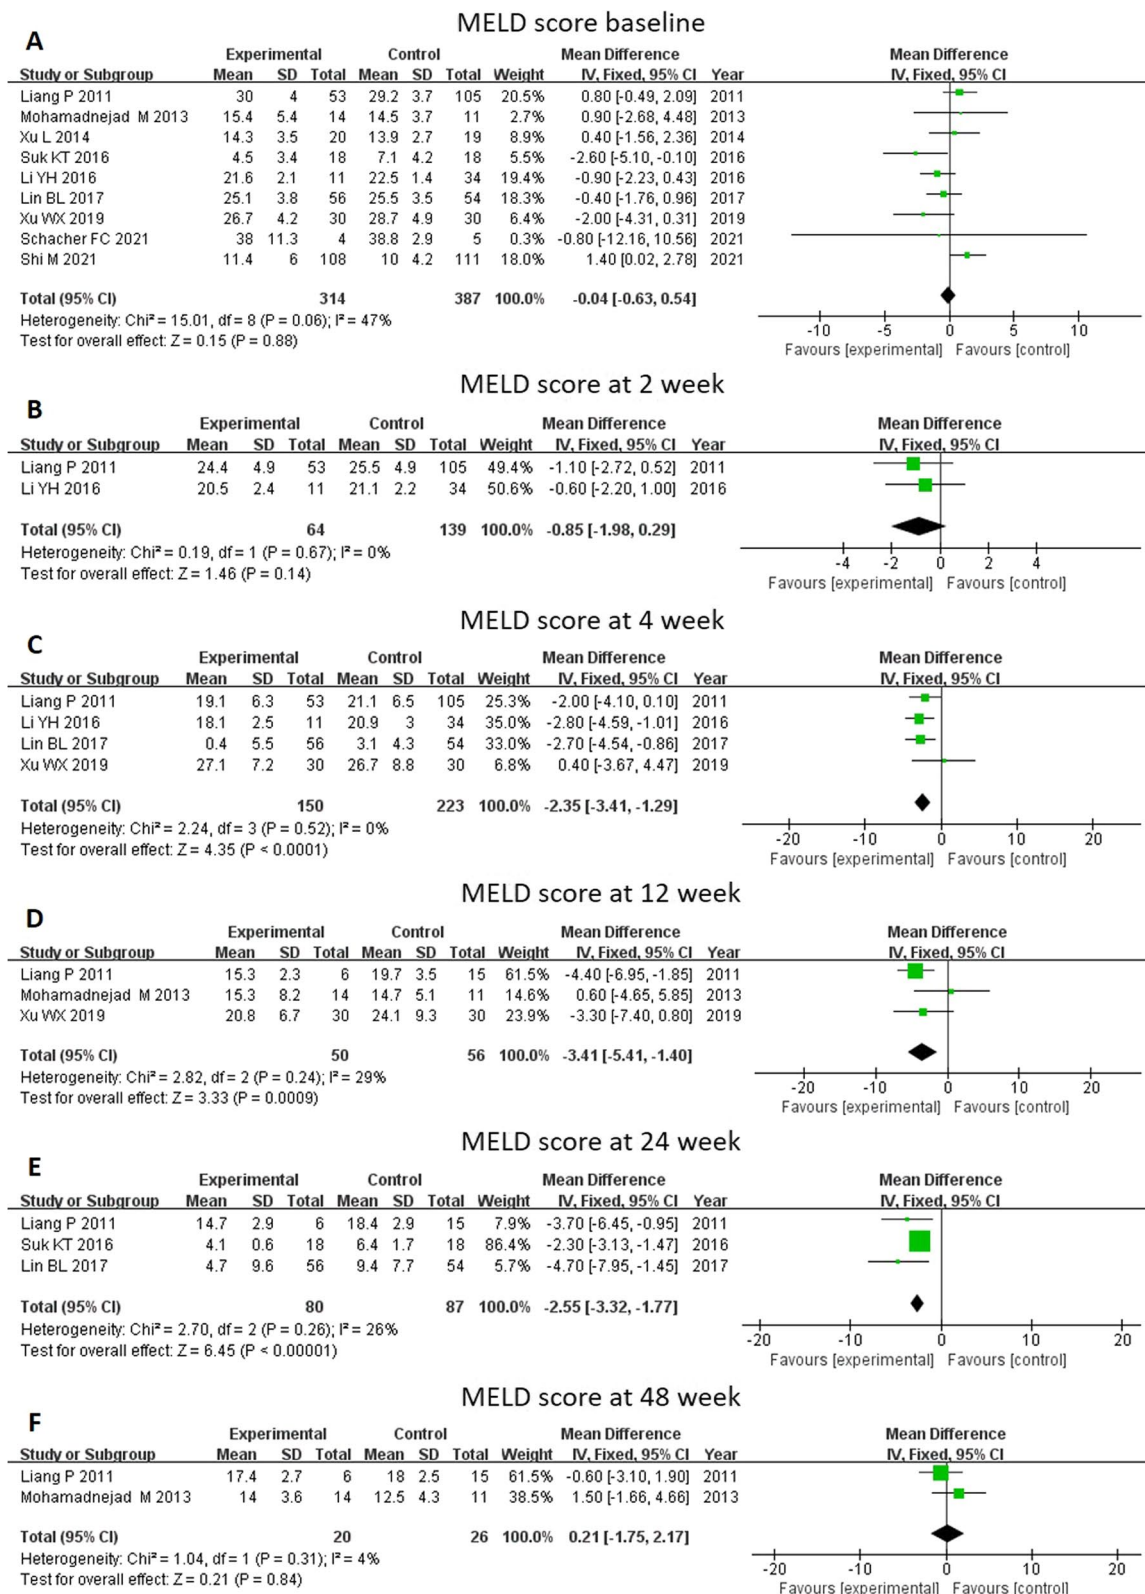 MELD score baseline
A
Experimental Control Mean Difference Mean Difference
Study or Subgroup Mean SD Total Mean SD Total Weight IV, Fixed, 95% CI Year IV, Fixed, 95% CI
Liang P 2011 30 4 53 29.2 3.7 105 20.5% 0.80 [-0.49, 2.09] 2011
Mohamadnejad M 2013 15.4 5.4 14 14.5 3.7 11 2.7% 0.90 [-2.68, 4.48] 2013
Xu L 2014 14.3 3.5 20 13.9 2.7 19 8.9% 0.40 [-1.56, 2.36] 2014
Suk KT 2016 4.5 3.4 18 7.1 4.2 18 5.5% -2.60 [-5.10, -0.10] 2016
Li YH 2016 21.6 2.1 11 22.5 1.4 34 19.4% -0.90 [-2.23, 0.43] 2016
Lin BL 2017 25.1 3.8 56 25.5 3.5 54 18.3% -0.40 [-1.76, 0.96] 2017
Xu WX 2019 26.7 4.2 30 28.7 4.9 30 6.4% -2.00 [-4.31, 0.31] 2019
Schacher FC 2021 38 11.3 4 38.8 2.9 5 0.3% -0.80 [-12.16, 10.56] 2021
Shi M 2021 11.4 6 108 10 4.2 111 18.0% 1.40 [0.02, 2.78] 2021
Total (95% CI) 314 387 100.0% -0.04 [-0.63, 0.54]
Heterogeneity: Chi² = 15.01, df = 8 (P = 0.06); I² = 47%
Test for overall effect: Z = 0.15 (P = 0.88)
-10 -5 0 5 10
Favours [experimental] Favours [control]
MELD score at 2 week
B
Experimental Control Mean Difference Mean Difference
Study or Subgroup Mean SD Total Mean SD Total Weight IV, Fixed, 95% CI Year IV, Fixed, 95% CI
Liang P 2011 24.4 4.9 53 25.5 4.9 105 49.4% -1.10 [-2.72, 0.52] 2011
Li YH 2016 20.5 2.4 11 21.1 2.2 34 50.6% -0.60 [-2.20, 1.00] 2016
Total (95% CI) 64 139 100.0% -0.85 [-1.98, 0.29]
Heterogeneity: Chi² = 0.19, df = 1 (P = 0.67); I² = 0%
Test for overall effect: Z = 1.46 (P = 0.14)
-4 -2 0 2 4
Favours [experimental] Favours [control]
MELD score at 4 week
C
Experimental Control Mean Difference Mean Difference
Study or Subgroup Mean SD Total Mean SD Total Weight IV, Fixed, 95% CI Year IV, Fixed, 95% CI
Liang P 2011 19.1 6.3 53 21.1 6.5 105 25.3% -2.00 [-4.10, 0.10] 2011
Li YH 2016 18.1 2.5 11 20.9 3 34 35.0% -2.80 [-4.59, -1.01] 2016
Lin BL 2017 0.4 5.5 56 3.1 4.3 54 33.0% -2.70 [-4.54, -0.86] 2017
Xu WX 2019 27.1 7.2 30 26.7 8.8 30 6.8% 0.40 [-3.67, 4.47] 2019
Total (95% CI) 150 223 100.0% -2.35 [-3.41, -1.29]
Heterogeneity: Chi² = 2.24, df = 3 (P = 0.52); I² = 0%
Test for overall effect: Z = 4.35 (P < 0.0001)
-20 -10 0 10 20
Favours [experimental] Favours [control]
MELD score at 12 week
D
Experimental Control Mean Difference Mean Difference
Study or Subgroup Mean SD Total Mean SD Total Weight IV, Fixed, 95% CI Year IV, Fixed, 95% CI
Liang P 2011 15.3 2.3 6 19.7 3.5 15 61.5% -4.40 [-6.95, -1.85] 2011
Mohamadnejad M 2013 15.3 8.2 14 14.7 5.1 11 14.6% 0.60 [-4.65, 5.85] 2013
Xu WX 2019 20.8 6.7 30 24.1 9.3 30 23.9% -3.30 [-7.40, 0.80] 2019
Total (95% CI) 50 56 100.0% -3.41 [-5.41, -1.40]
Heterogeneity: Chi² = 2.82, df = 2 (P = 0.24); I² = 29%
Test for overall effect: Z = 3.33 (P = 0.0009)
-20 -10 0 10 20
Favours [experimental] Favours [control]
MELD score at 24 week
E
Experimental Control Mean Difference Mean Difference
Study or Subgroup Mean SD Total Mean SD Total Weight IV, Fixed, 95% CI Year IV, Fixed, 95% CI
Liang P 2011 14.7 2.9 6 18.4 2.9 15 7.9% -3.70 [-6.45, -0.95] 2011
Suk KT 2016 4.1 0.6 18 6.4 1.7 18 86.4% -2.30 [-3.13, -1.47] 2016
Lin BL 2017 4.7 9.6 56 9.4 7.7 54 5.7% -4.70 [-7.95, -1.45] 2017
Total (95% CI) 80 87 100.0% -2.55 [-3.32, -1.77]
Heterogeneity: Chi² = 2.70, df = 2 (P = 0.26); I² = 26%
Test for overall effect: Z = 6.45 (P < 0.00001)
-20 -10 0 10 20
Favours [experimental] Favours [control]
MELD score at 48 week
F
Experimental Control Mean Difference Mean Difference
Study or Subgroup Mean SD Total Mean SD Total Weight IV, Fixed, 95% CI Year IV, Fixed, 95% CI
Liang P 2011 17.4 2.7 6 18 2.5 15 61.5% -0.60 [-3.10, 1.90] 2011
Mohamadnejad M 2013 14 3.6 14 12.5 4.3 11 38.5% 1.50 [-1.66, 4.66] 2013
Total (95% CI) 20 26 100.0% 0.21 [-1.75, 2.17]
Heterogeneity: Chi² = 1.04, df = 1 (P = 0.31); I² = 4%
Test for overall effect: Z = 0.21 (P = 0.84)
-20 -10 0 10 20
Favours [experimental] Favours [control]